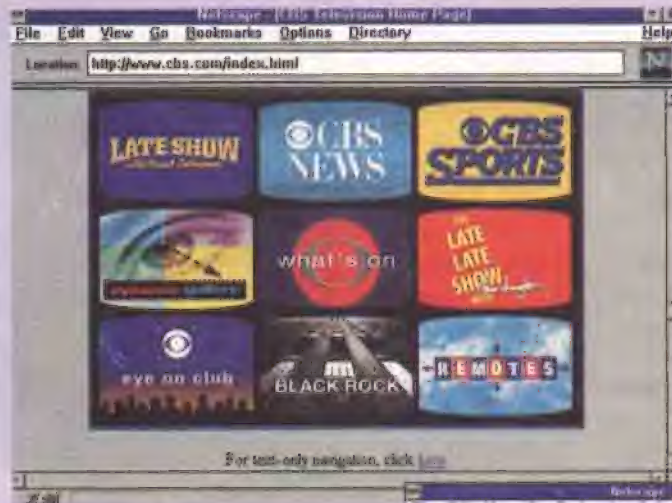 Netscape - [CBS Television Home Page]
File Edit View Go Bookmarks Options Directory Help
Location: http://www.cbs.com/index.html
LATE SHOW
CBS
NEWS
CBS
SPORTS
what's on
THE
LATE
LATE
SHOW
eye on club
BLACK ROCK
REMOTES
For text-only navigation, click here
Netscape